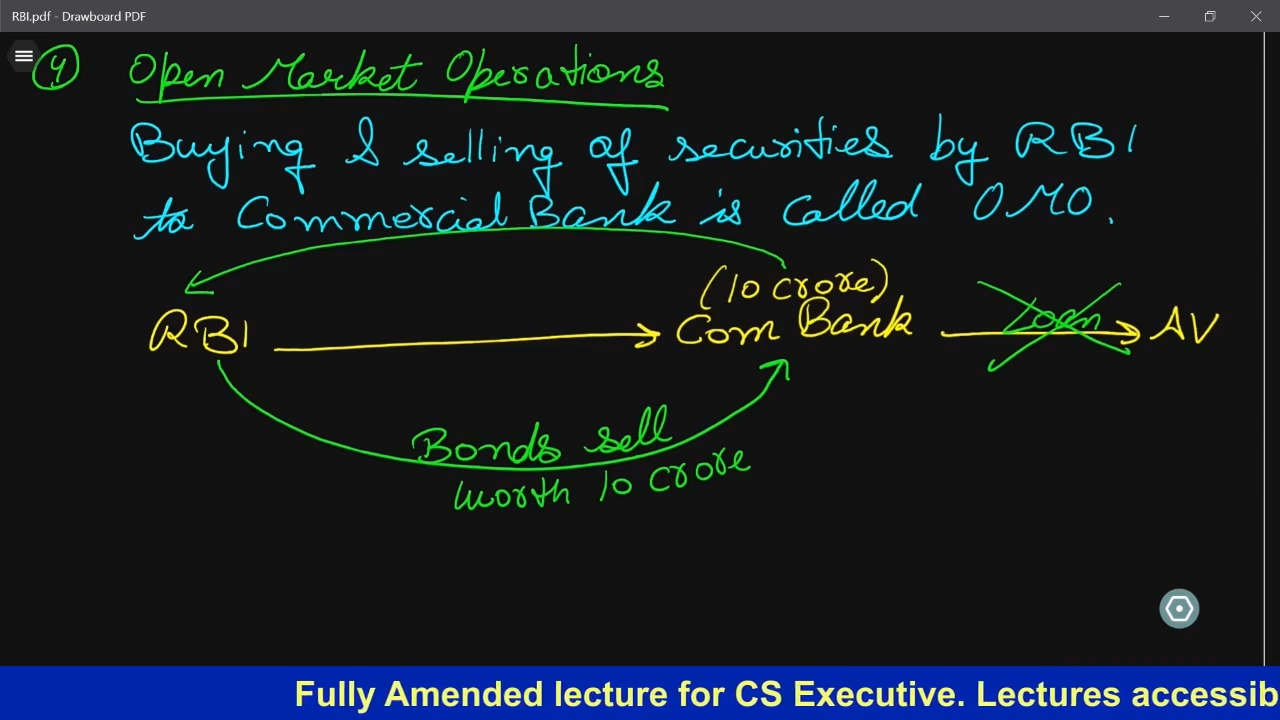 RBI.pdf - Drawboard PDF
(4) Open Market Operations
Buying & selling of securities by RBI
to Commercial Bank is called OMO.
(10 crore)
RBI Com Bank Loan AV
Bonds sell
worth 10 crore
Fully Amended lecture for CS Executive. Lectures accessib